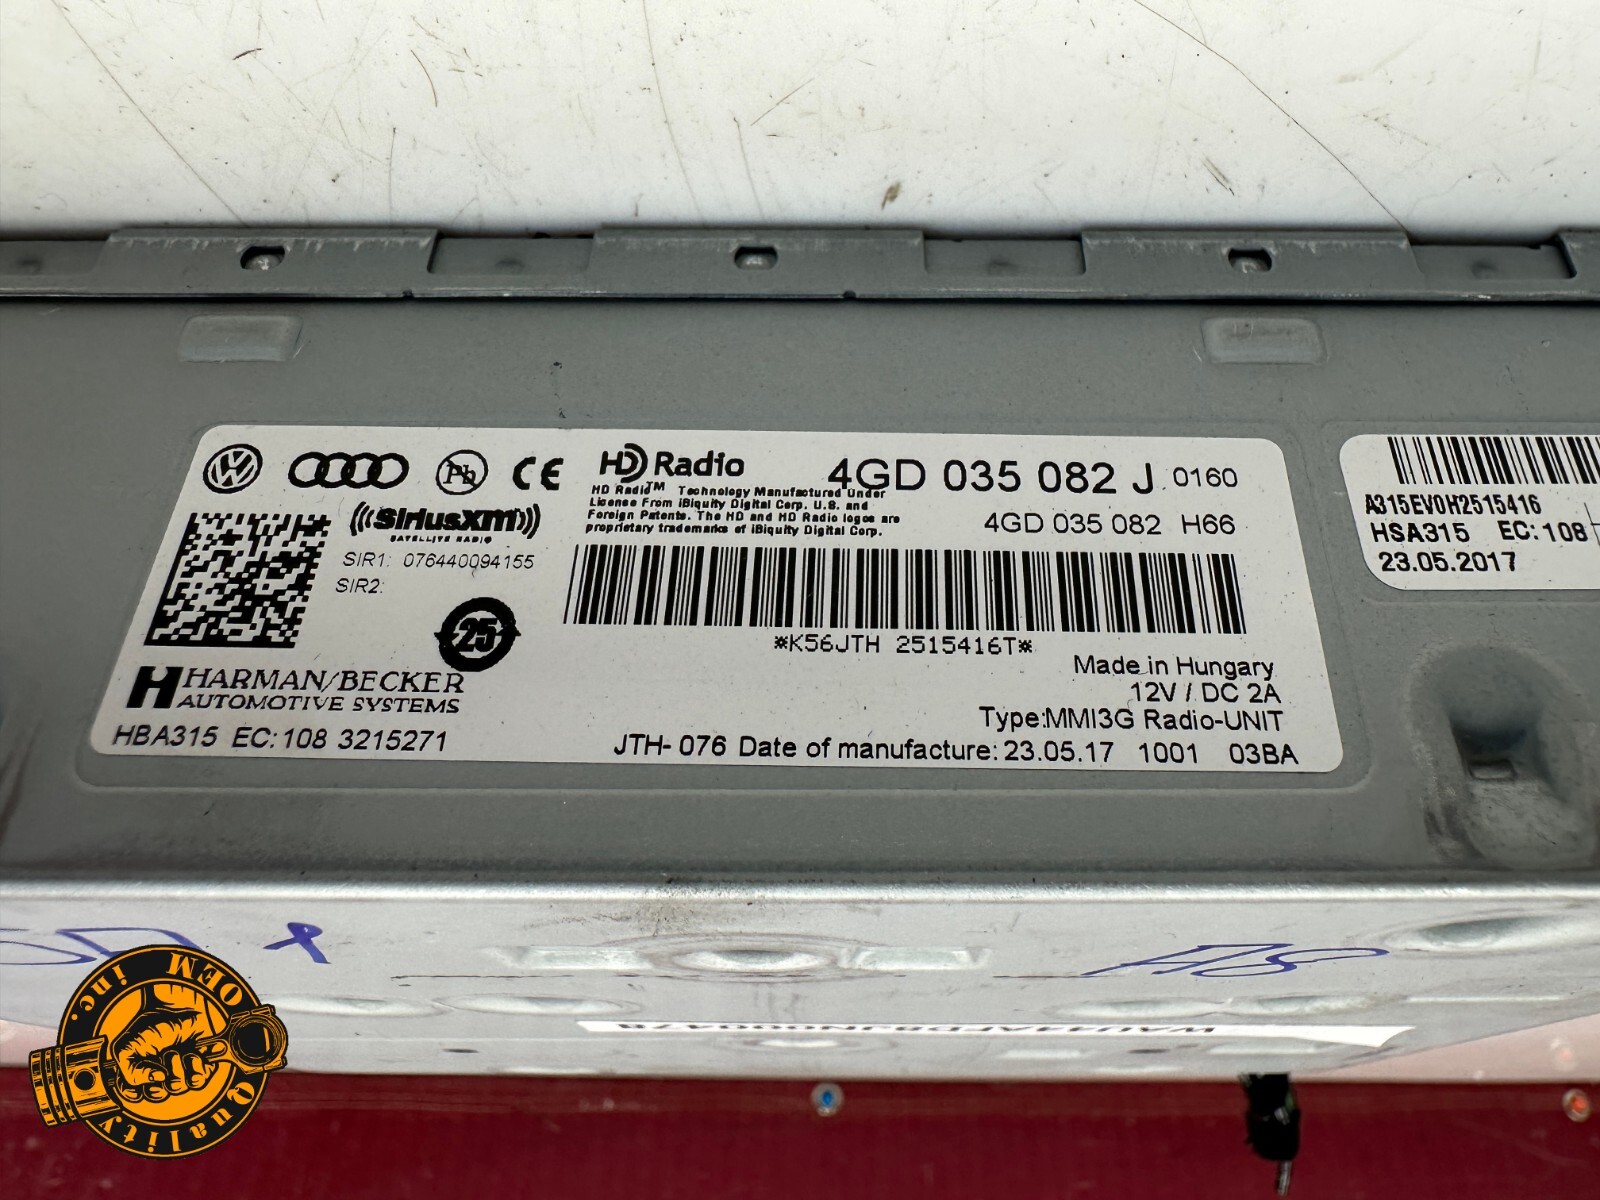 HD Radio
HD Radio™ Technology Manufactured Under
License From iBiquity Digital Corp. U.S. and
Foreign Patents. The HD and HD Radio logos are
proprietary trademarks of iBiquity Digital Corp.
4GD 035 082 J 0160
4GD 035 082 H66
Pb
CE
SiriusXM
SATELLITE RADIO
SIR1: 076440094155
SIR2:
25
*K56JTH 2515416T*
HARMAN/BECKER
AUTOMOTIVE SYSTEMS
HBA315 EC: 108 3215271
Made in Hungary
12V / DC 2A
Type:MMI3G Radio-UNIT
JTH- 076 Date of manufacture: 23.05.17 1001 03BA
A315EV0H2515416
HSA315 EC: 108
23.05.2017
OEM inc.
Quality